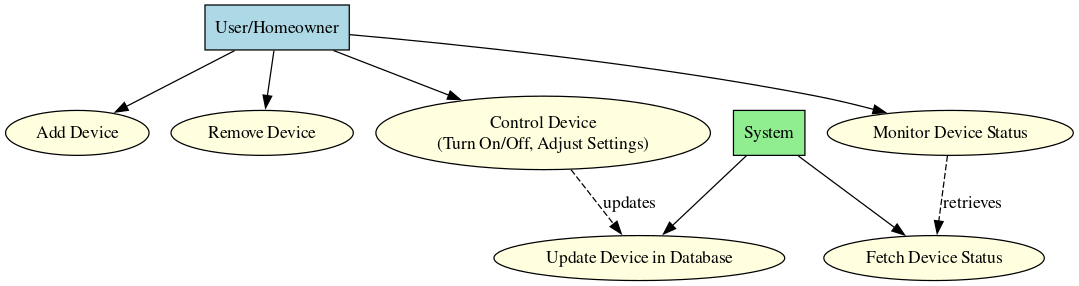 User/Homeowner
Add Device
Remove Device
Control Device
(Turn On/Off, Adjust Settings)
System
Monitor Device Status
updates
retrieves
Update Device in Database
Fetch Device Status